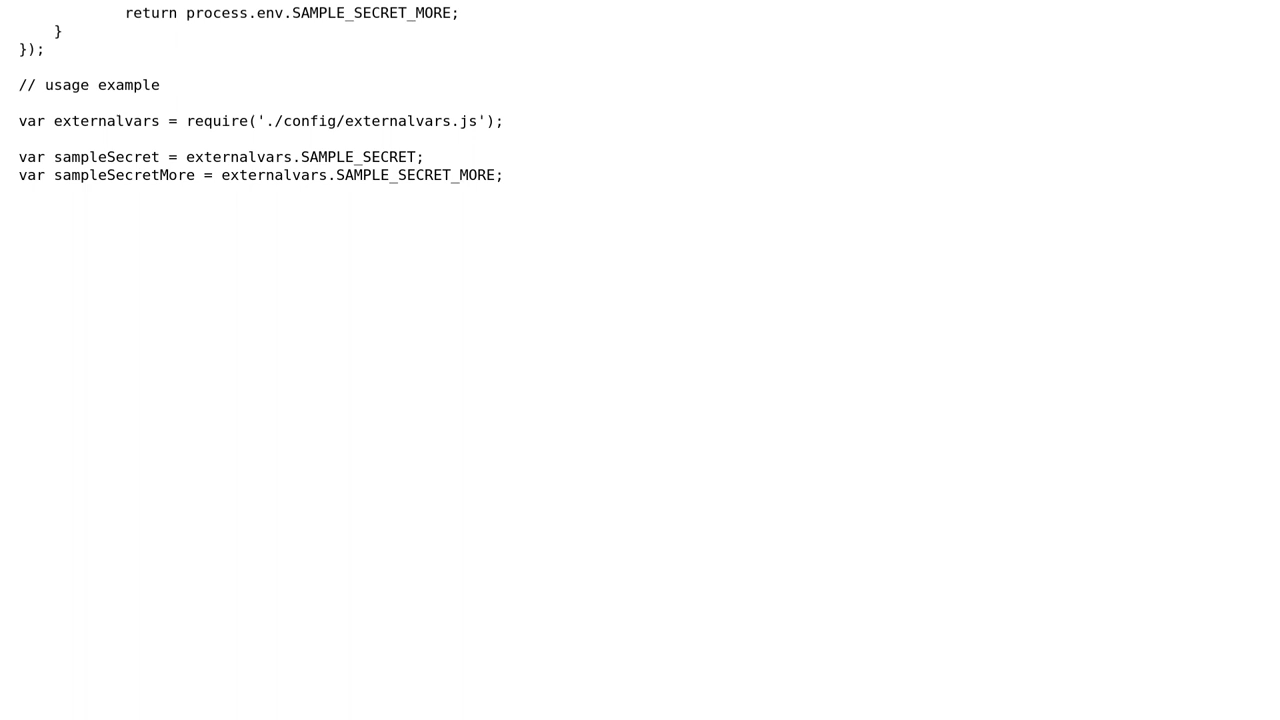 return process.env.SAMPLE_SECRET_MORE;
    }
});

// usage example

var externalvars = require('./config/externalvars.js');

var sampleSecret = externalvars.SAMPLE_SECRET;
var sampleSecretMore = externalvars.SAMPLE_SECRET_MORE;